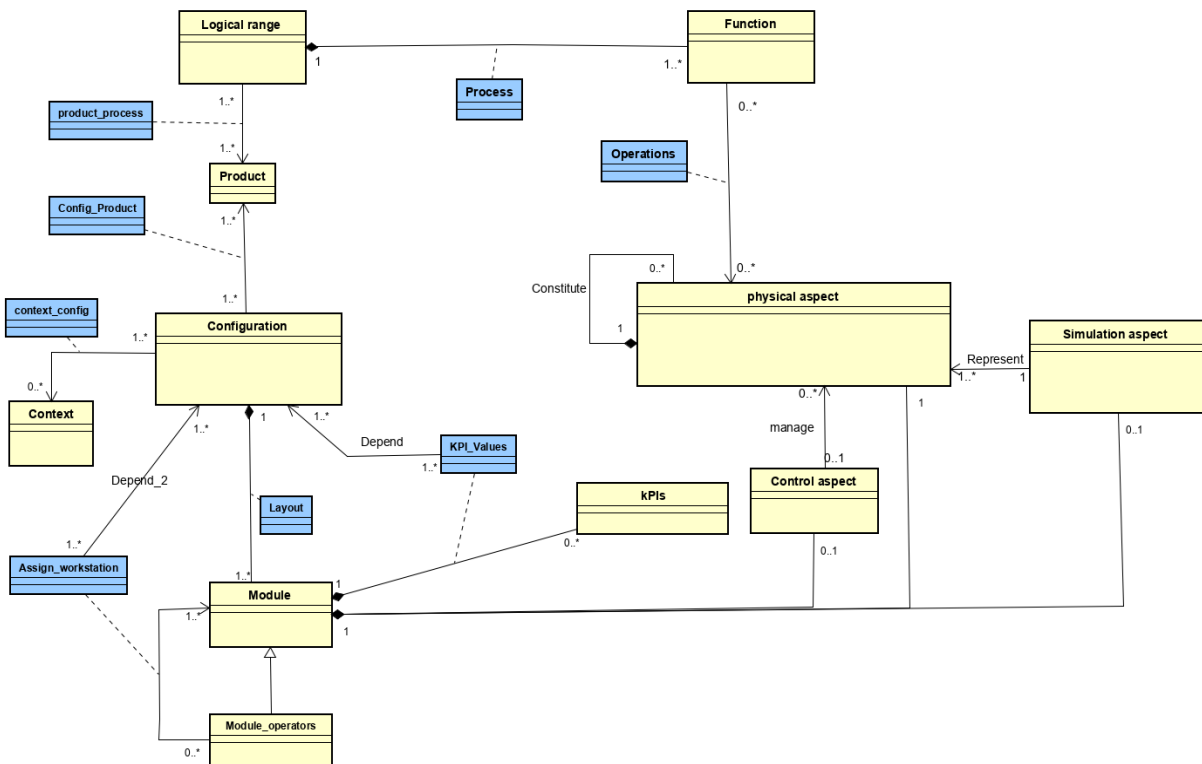 Logical range
Function
1
1..*
Process
1..*
product_process
1..*
Product
0..*
Operations
Config_Product
1..*
1..*
0..*
0..*
Constitute
physical aspect
1
context_config
Configuration
1..*
Simulation aspect
Represent
1..*
1
0..*
Context
1..*
1
1..*
Depend
KPI_Values
1..*
0..*
1
0..1
manage
Depend_2
0..1
Control aspect
kPIs
Layout
0..*
0..1
1..*
Assign_workstation
1..*
Module
1
1..*
1
Module_operators
0..*